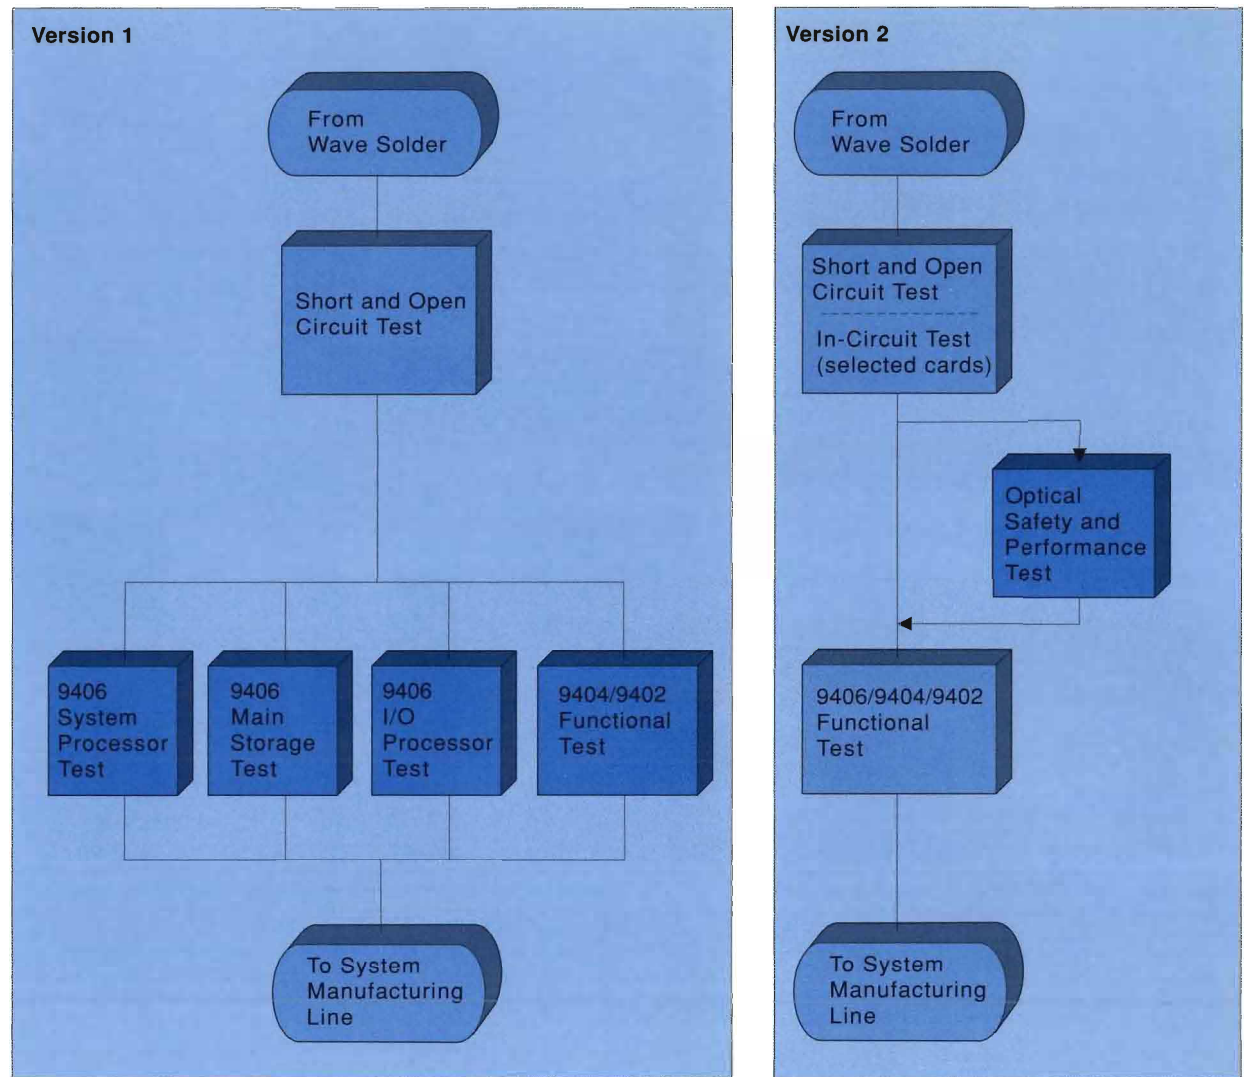 Version 1
From
Wave Solder
Short and Open
Circuit Test
9406
System
Processor
Test
9406
Main
Storage
Test
9406
I/O
Processor
Test
9404/9402
Functional
Test
To System
Manufacturing
Line
Version 2
From
Wave Solder
Short and Open
Circuit Test
In-Circuit Test
(selected cards)
Optical
Safety and
Performance
Test
9406/9404/9402
Functional
Test
To System
Manufacturing
Line